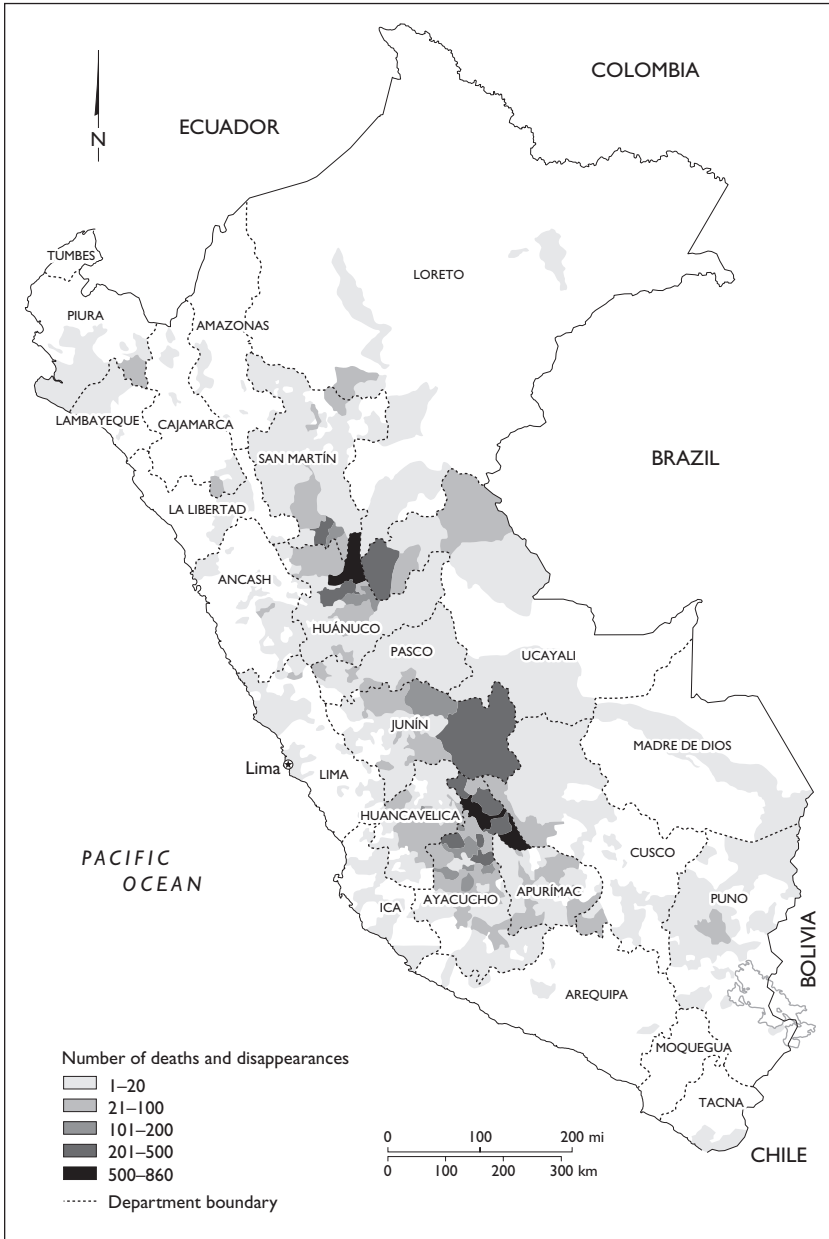 COLOMBIA
ECUADOR
N
TUMBES
LORETO
PIURA
AMAZONAS
LAMBAYEQUE
CAJAMARCA
SAN MARTÍN
BRAZIL
LA LIBERTAD
ANCASH
HUÁNUCO
PASCO
UCAYALI
JUNÍN
MADRE DE DIOS
Lima
LIMA
HUANCAVELICA
CUSCO
PACIFIC
OCEAN
APURÍMAC
AYACUCHO
PUNO
ICA
BOLIVIA
AREQUIPA
MOQUEGUA
TACNA
CHILE
Number of deaths and disappearances
1–20
21–100
101–200
201–500
500–860
Department boundary
0 100 200 mi
0 100 200 300 km